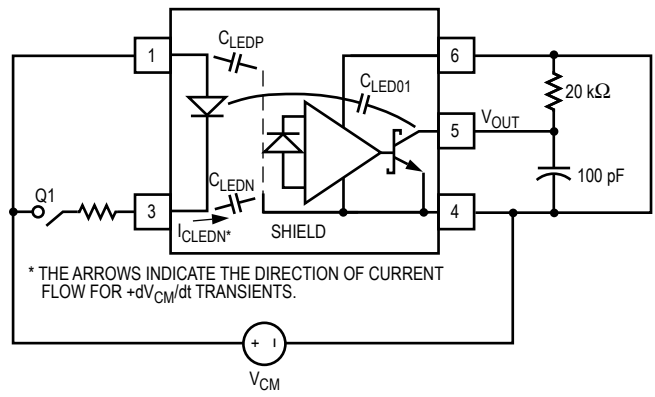 1
C_LEDP
6
C_LED01
20 kΩ
5
V_OUT
C_LEDN
100 pF
Q1
3
4
I_CLEDN*
SHIELD
* THE ARROWS INDICATE THE DIRECTION OF CURRENT
FLOW FOR +dV_CM/dt TRANSIENTS.
+
V_CM